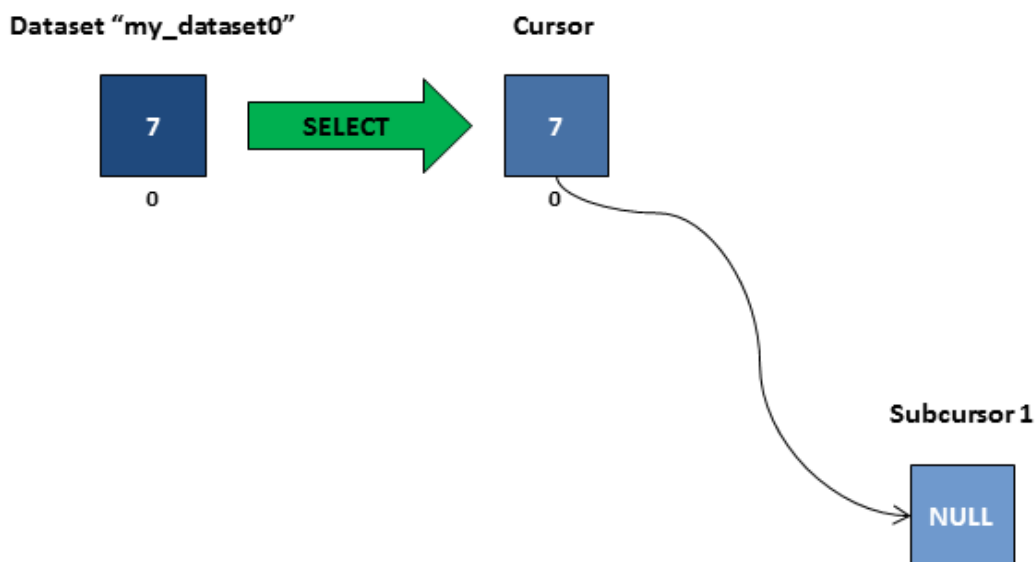 Dataset “my_dataset0”
Cursor
7
SELECT
7
0
0
Subcursor 1
NULL